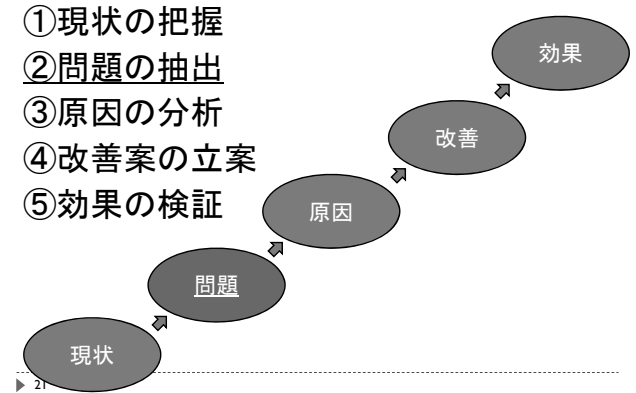 ①現状の把握
②問題の抽出
③原因の分析
④改善案の立案
⑤効果の検証
効果
改善
原因
問題
現状
21